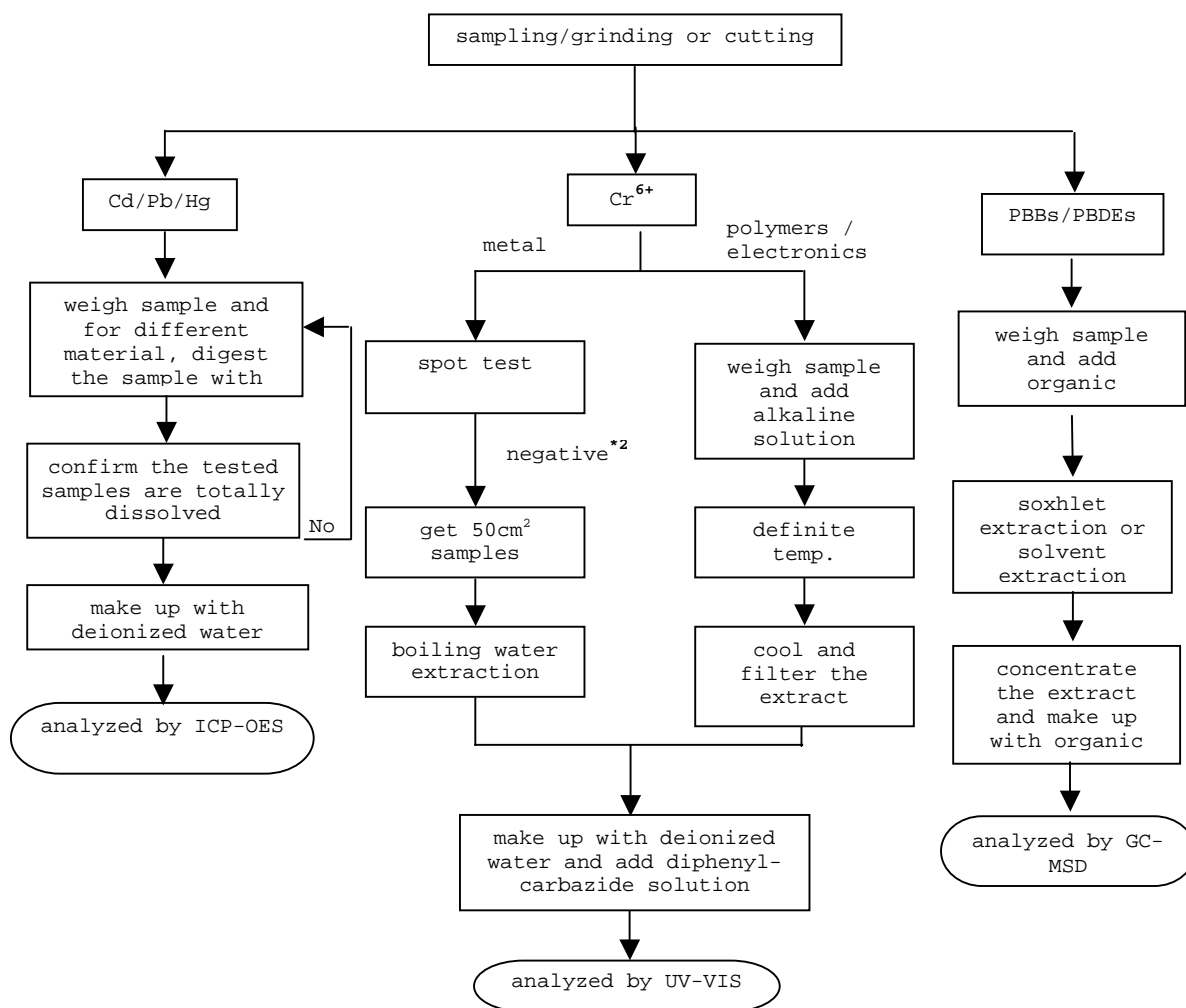 sampling/grinding or cutting
Cd/Pb/Hg
weigh sample and
for different
material, digest
the sample with
confirm the tested
samples are totally
dissolved
No
make up with
deionized water
analyzed by ICP-OES
Cr⁶⁺
metal
spot test
negative*²
get 50cm²
samples
boiling water
extraction
polymers /
electronics
weigh sample
and add
alkaline
solution
definite
temp.
cool and
filter the
extract
make up with deionized
water and add diphenyl-
carbazide solution
analyzed by UV-VIS
PBBs/PBDEs
weigh sample
and add
organic
soxhlet
extraction or
solvent
extraction
concentrate
the extract
and make up
with organic
analyzed by GC-
MSD